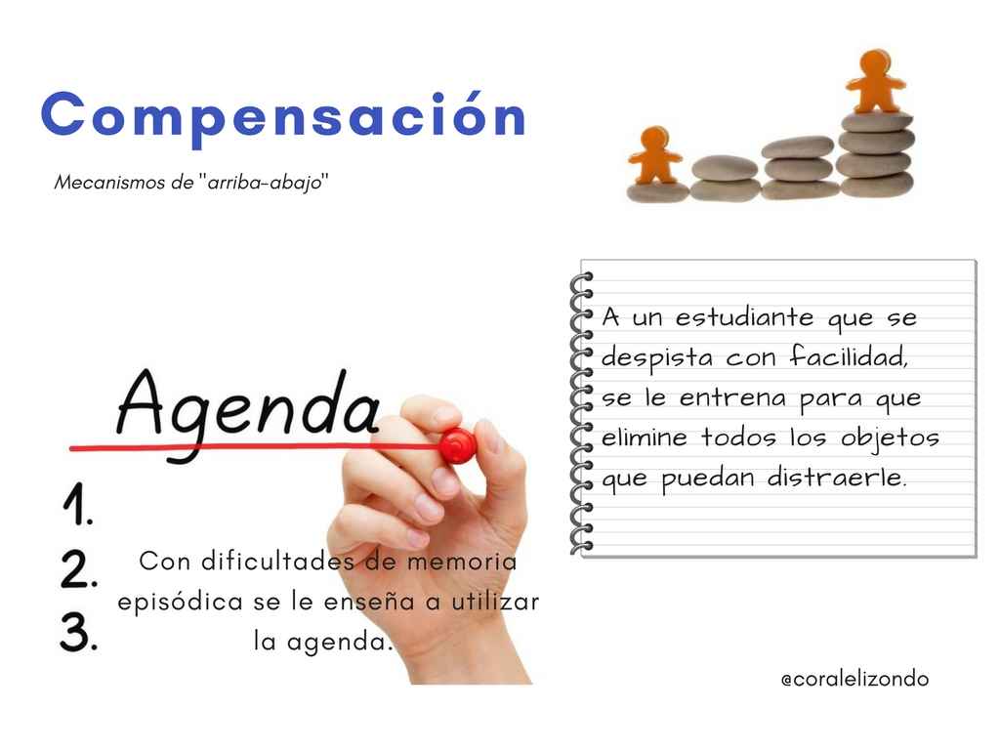 Compensación
Mecanismos de "arriba-abajo"
Agenda
1.
2.
3.
Con dificultades de memoria
episódica se le enseña a utilizar
la agenda.
A un estudiante que se
despista con facilidad,
se le entrena para que
elimine todos los objetos
que puedan distraerle.
@coralelizondo